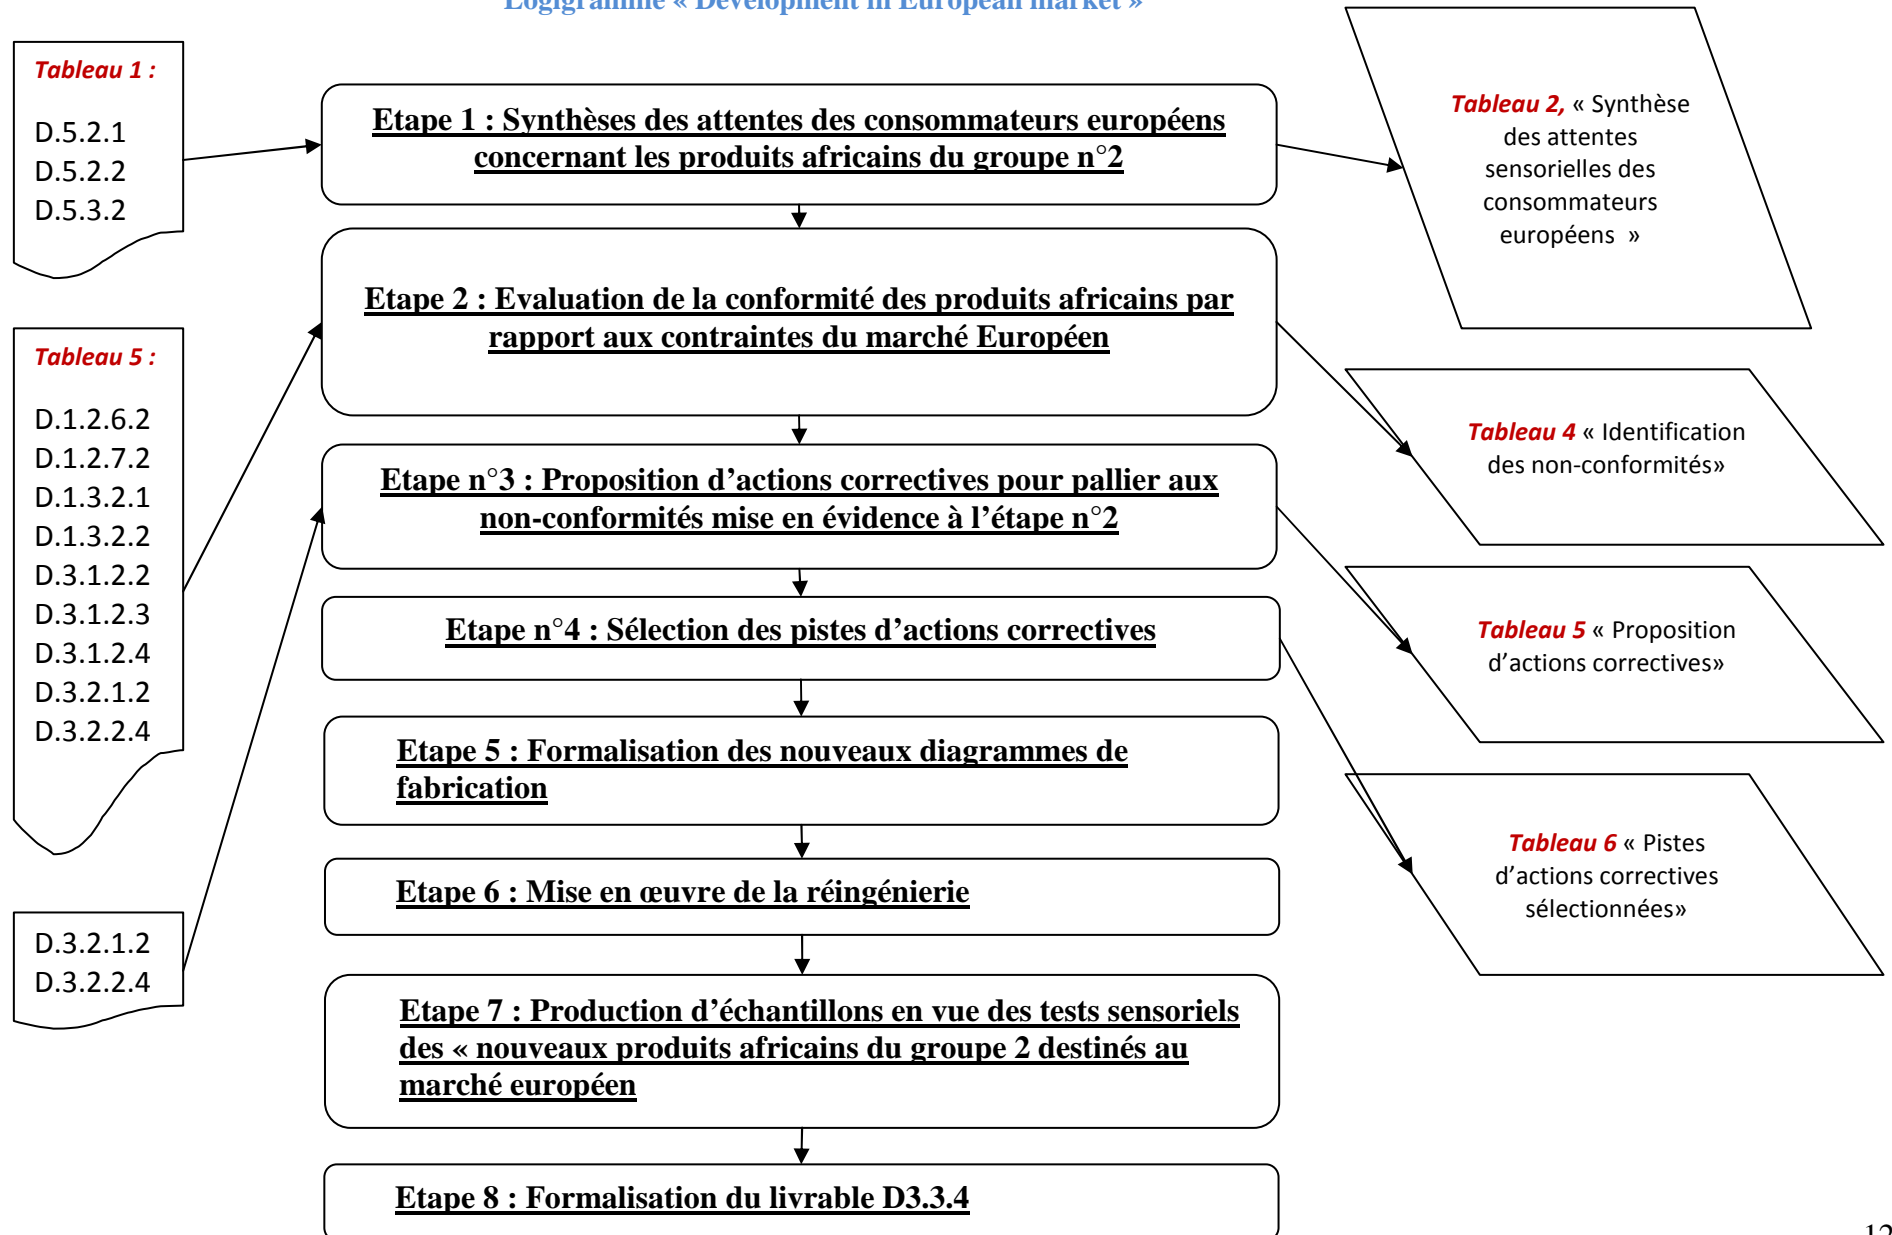 Logigramme « Development in European market »
Tableau 1 :
D.5.2.1
D.5.2.2
D.5.3.2
Etape 1 : Synthèses des attentes des consommateurs européens
concernant les produits africains du groupe n°2
Tableau 2, « Synthèse
des attentes
sensorielles des
consommateurs
européens »
Tableau 5 :
D.1.2.6.2
D.1.2.7.2
D.1.3.2.1
D.1.3.2.2
D.3.1.2.2
D.3.1.2.3
D.3.1.2.4
D.3.2.1.2
D.3.2.2.4
Etape 2 : Evaluation de la conformité des produits africains par
rapport aux contraintes du marché Européen
Tableau 4 « Identification
des non-conformités»
D.3.2.1.2
D.3.2.2.4
Etape n°3 : Proposition d’actions correctives pour pallier aux
non-conformités mise en évidence à l’étape n°2
Tableau 5 « Proposition
d’actions correctives»
Etape n°4 : Sélection des pistes d’actions correctives
Tableau 6 « Pistes
d’actions correctives
sélectionnées»
Etape 5 : Formalisation des nouveaux diagrammes de
fabrication
Etape 6 : Mise en œuvre de la réingénierie
Etape 7 : Production d’échantillons en vue des tests sensoriels
des « nouveaux produits africains du groupe 2 destinés au
marché européen
Etape 8 : Formalisation du livrable D3.3.4
12